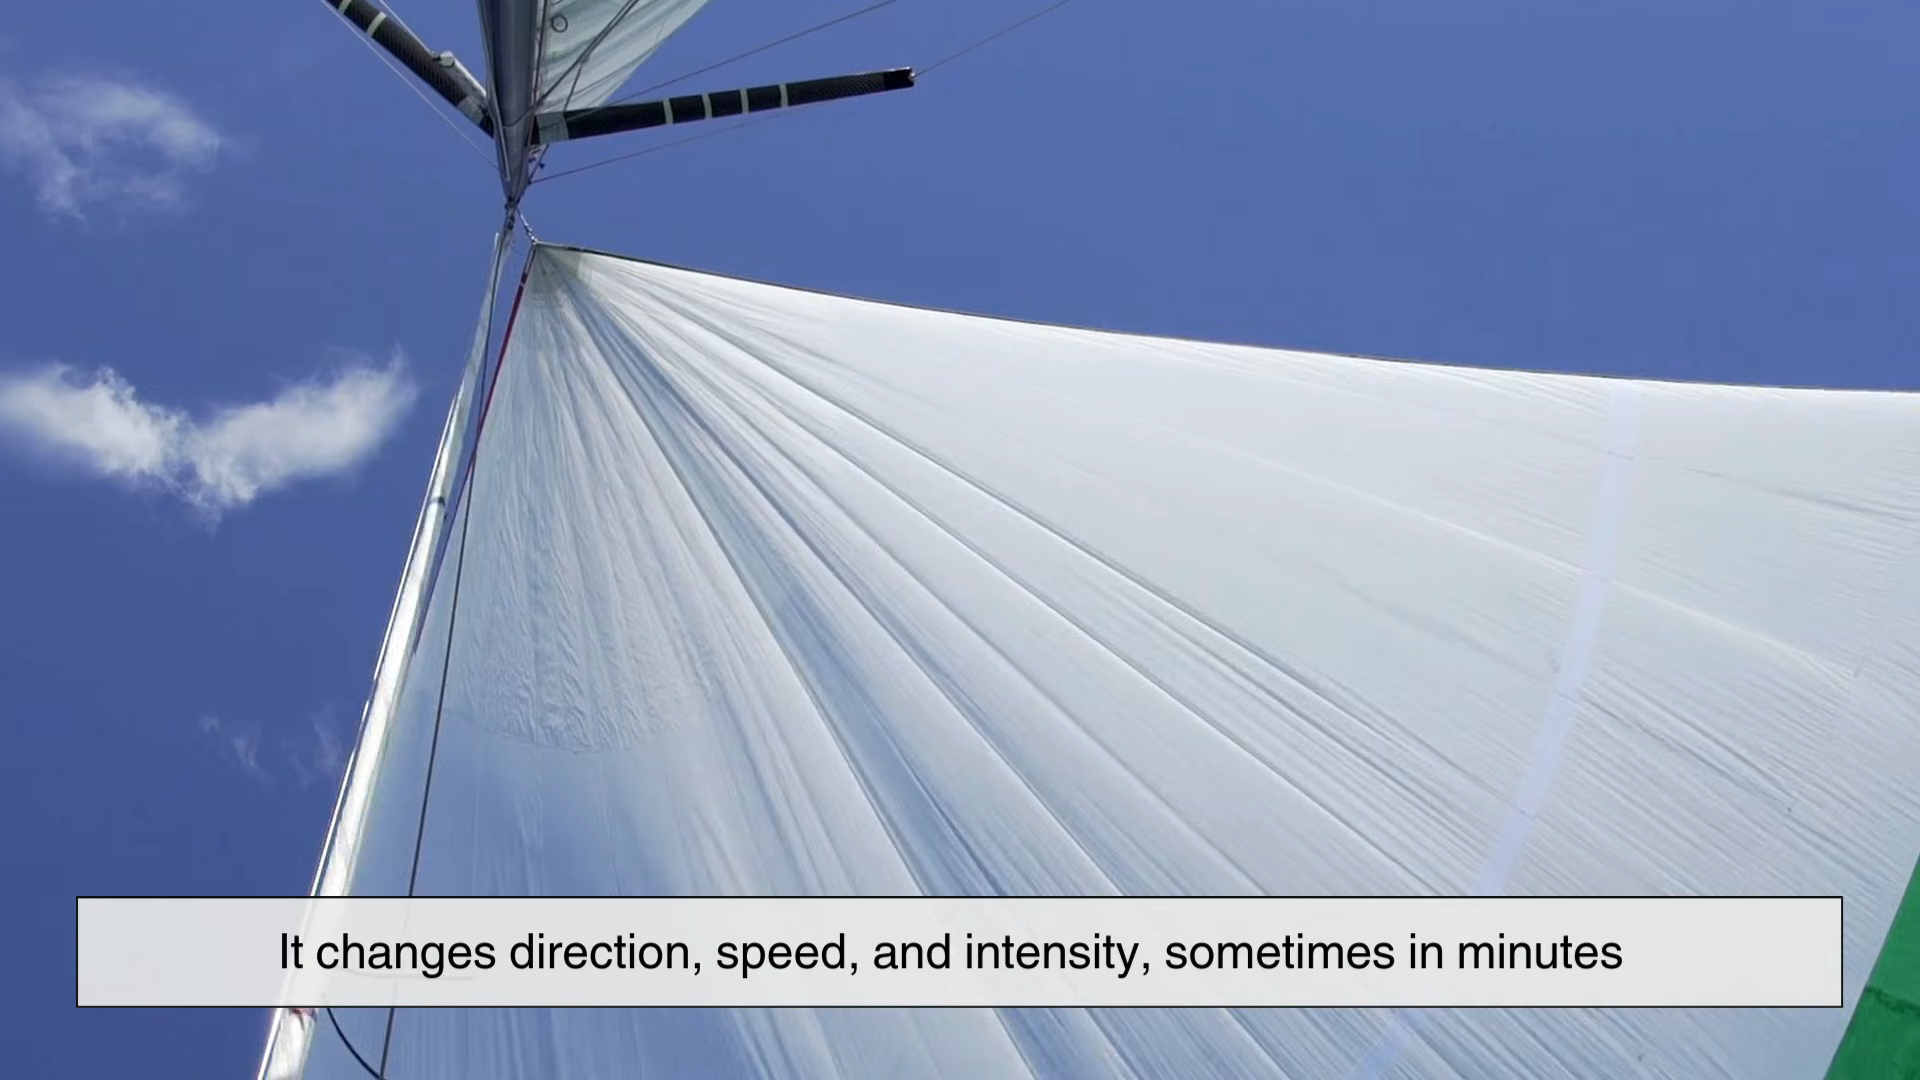 It changes direction, speed, and intensity, sometimes in minutes